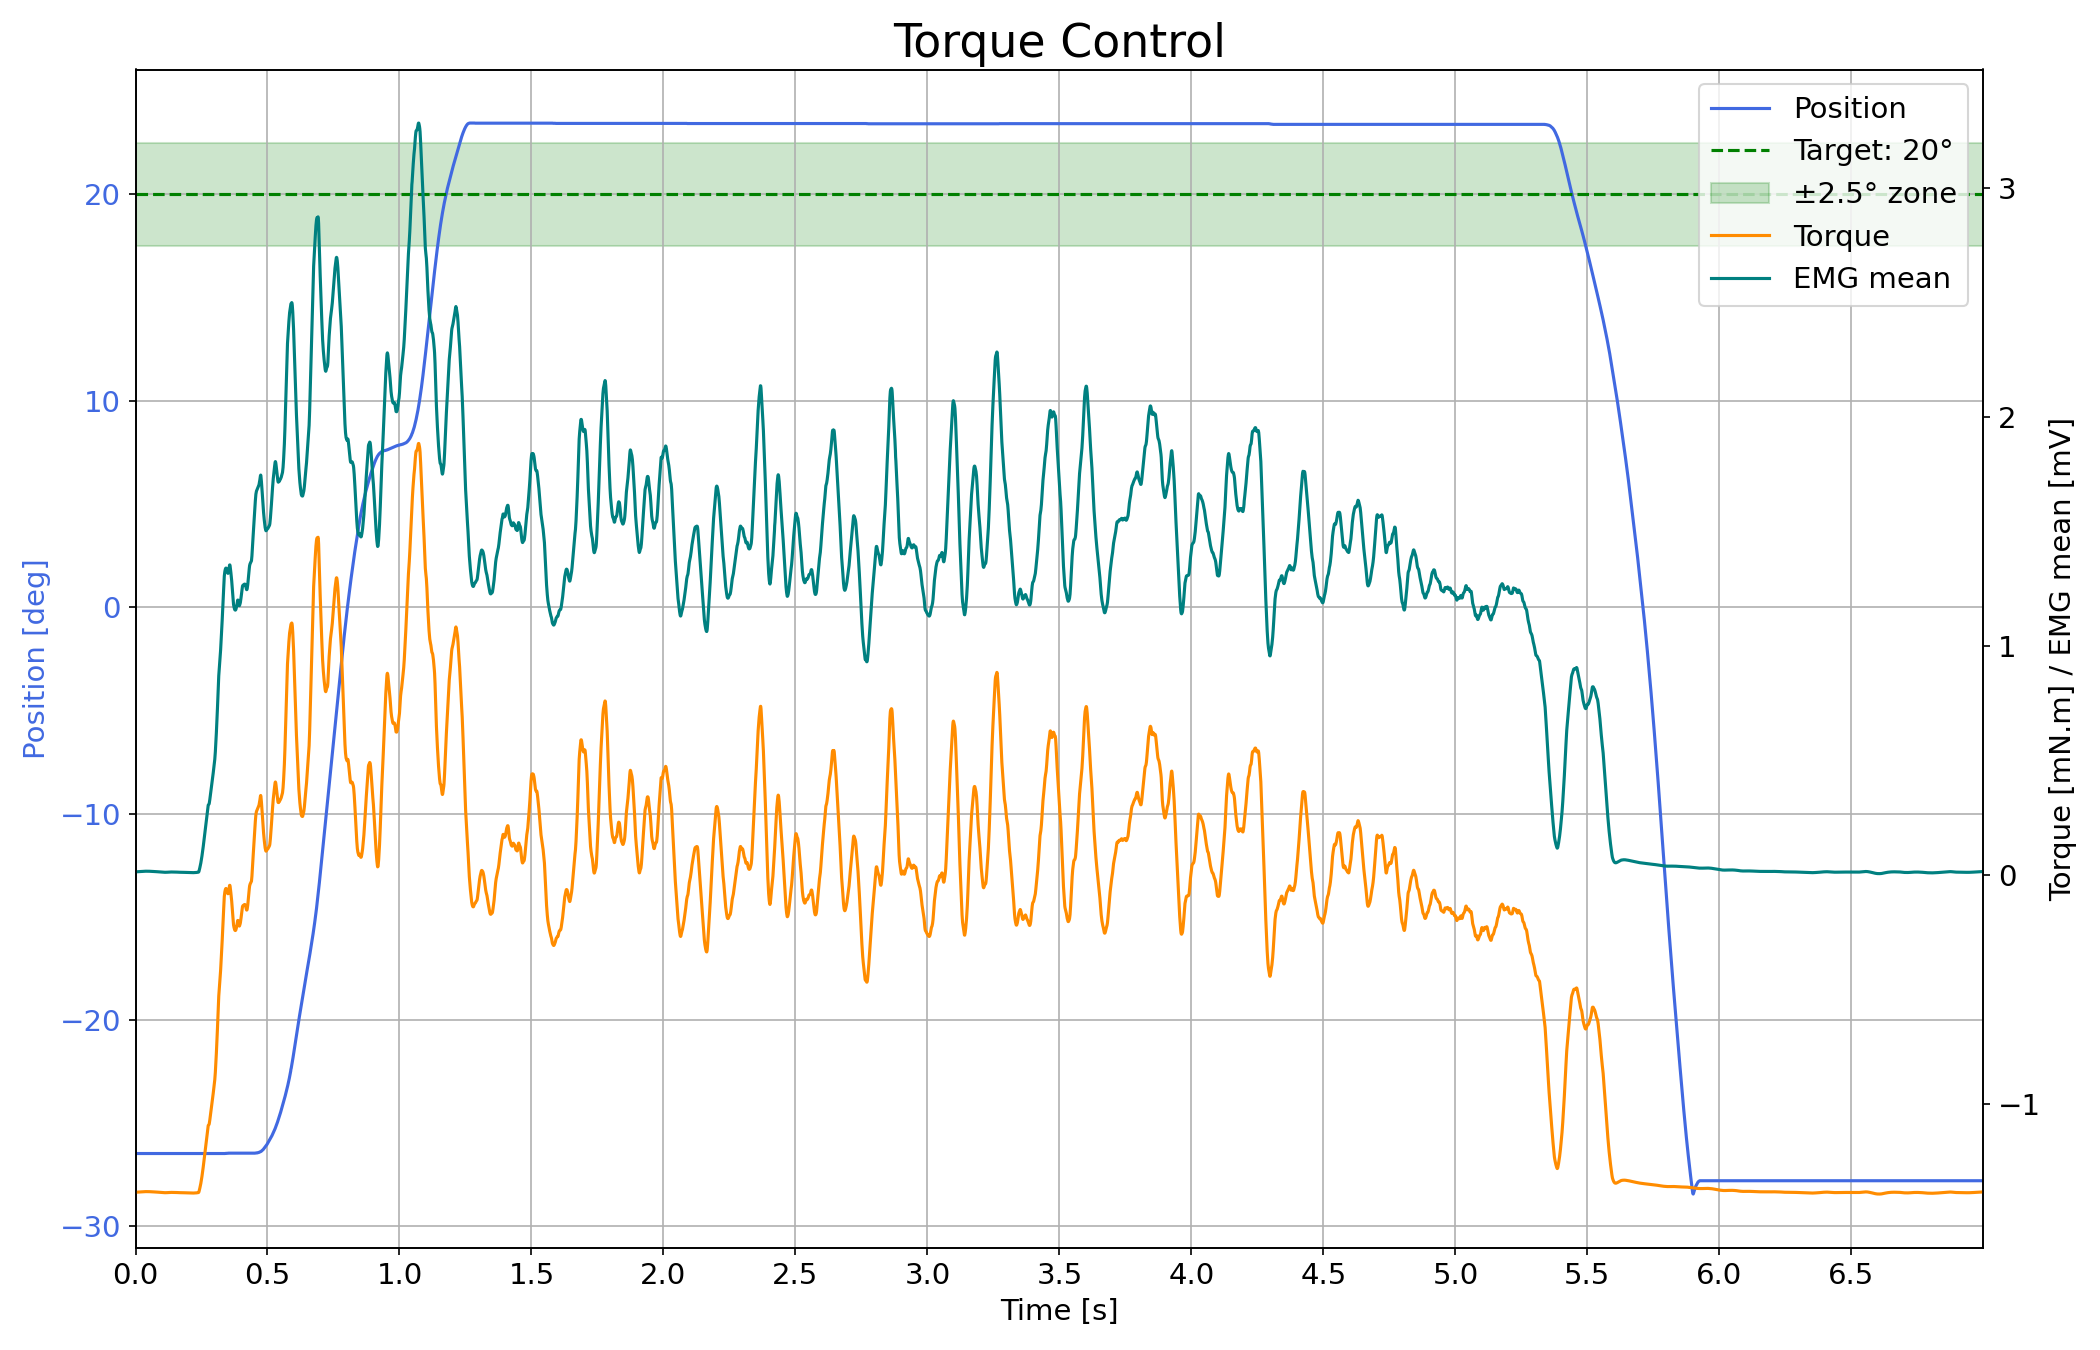 Torque Control
Position
Target: 20°
±2.5° zone
Torque
EMG mean
Position [deg]
20
10
0
−10
−20
−30
3
2
1
0
−1
Torque [mN.m] / EMG mean [mV]
0.0 0.5 1.0 1.5 2.0 2.5 3.0 3.5 4.0 4.5 5.0 5.5 6.0 6.5
Time [s]